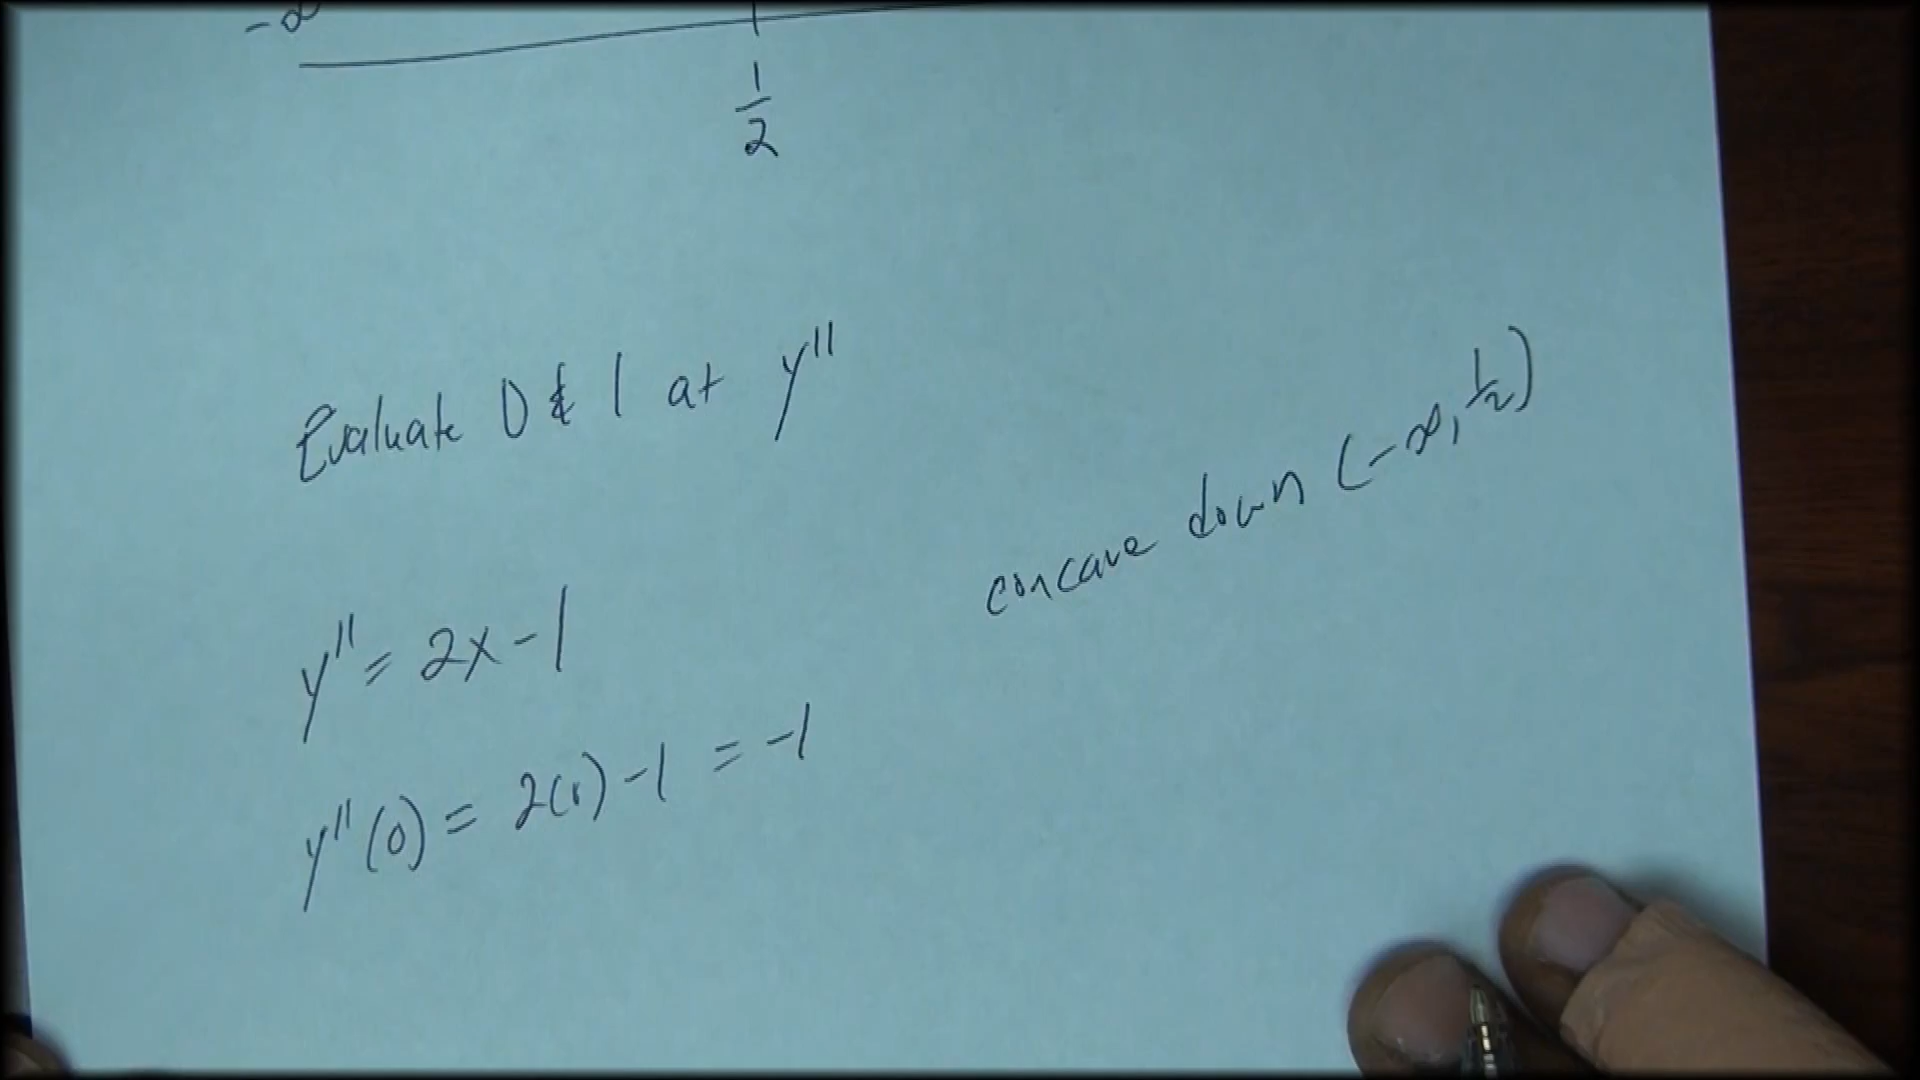 -∞
1/2
Evaluate 0 & 1 at y''
concave down (-∞, 1/2)
y'' = 2x - 1
y''(0) = 2(0) - 1 = -1